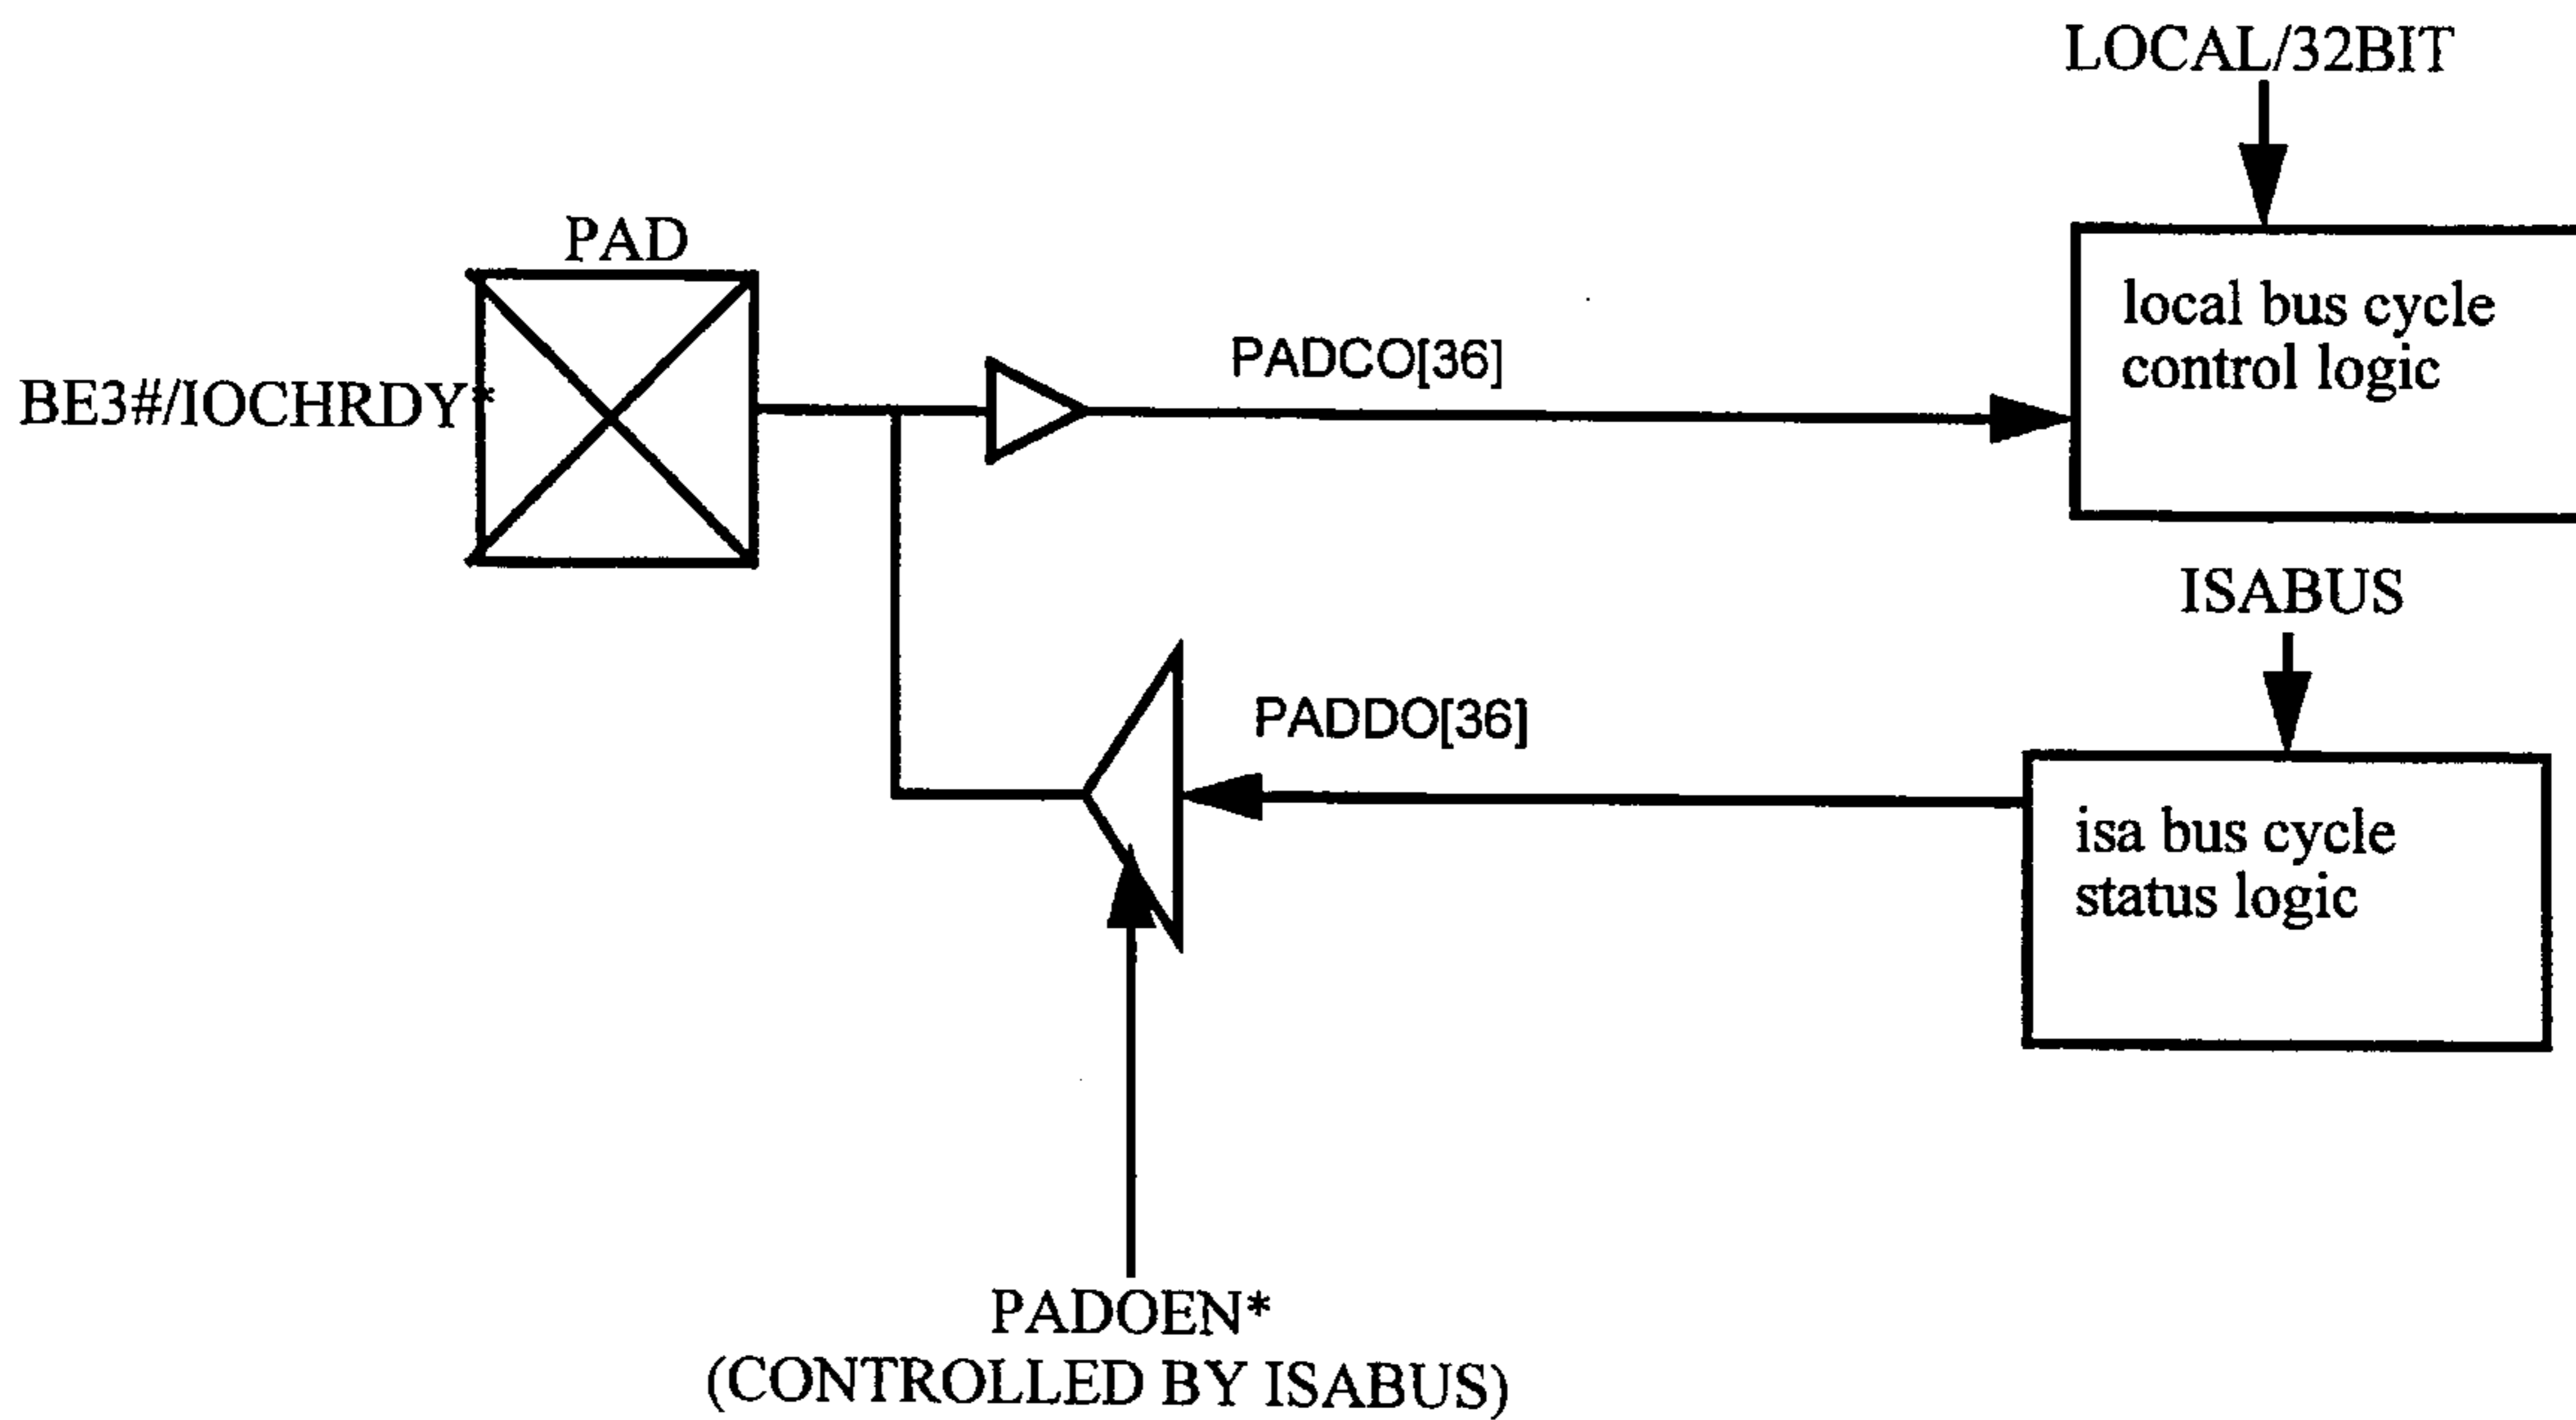 LOCAL/32BIT
PAD
BE3#/IOCHRDY*
PADCO[36]
local bus cycle
control logic
ISABUS
PADDO[36]
isa bus cycle
status logic
PADOEN*
(CONTROLLED BY ISABUS)